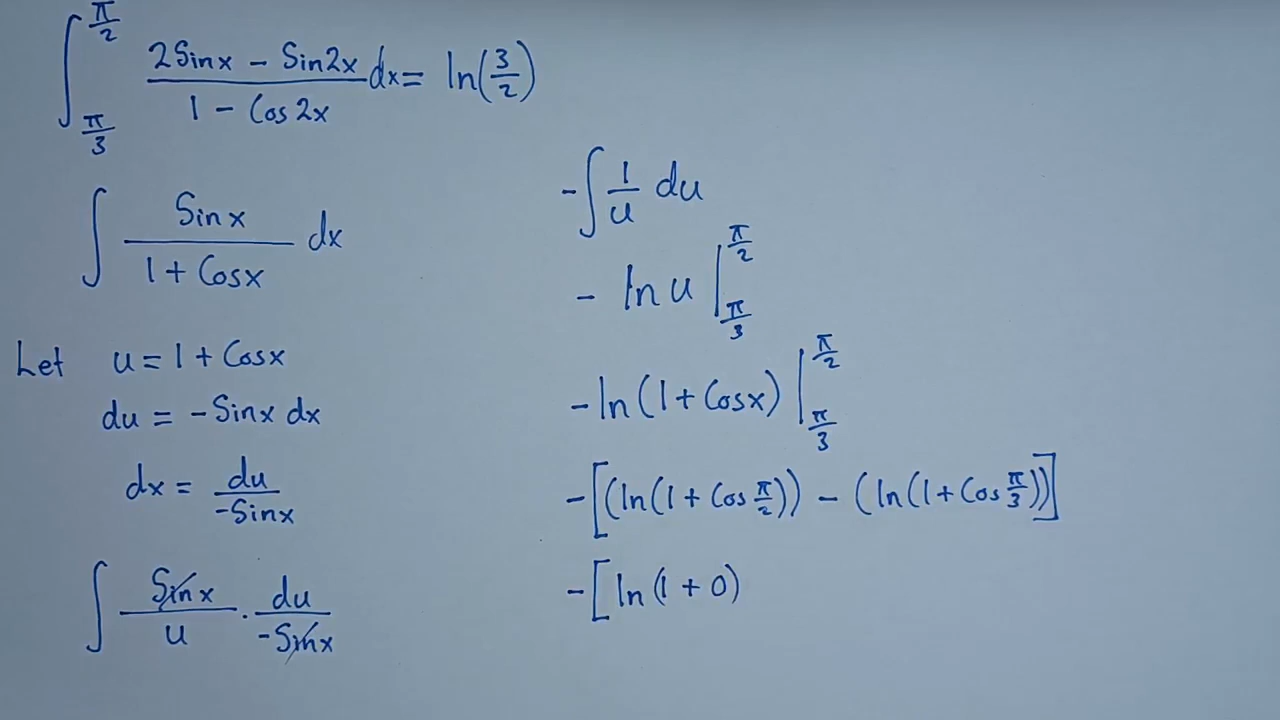 ∫_{π/3}^{π/2} (2Sinx − Sin2x)/(1 − Cos2x) dx = ln(3/2)
∫ Sinx/(1 + Cosx) dx
Let u = 1 + Cosx
du = −Sinx dx
dx = du/(−Sinx)
∫ Sinx/u · du/(−Sinx)
−∫ 1/u du
− ln u |_{π/3}^{π/2}
−ln(1 + Cosx) |_{π/3}^{π/2}
−[(ln(1 + Cos π/2)) − (ln(1 + Cos π/3))]
−[ln(1 + 0)